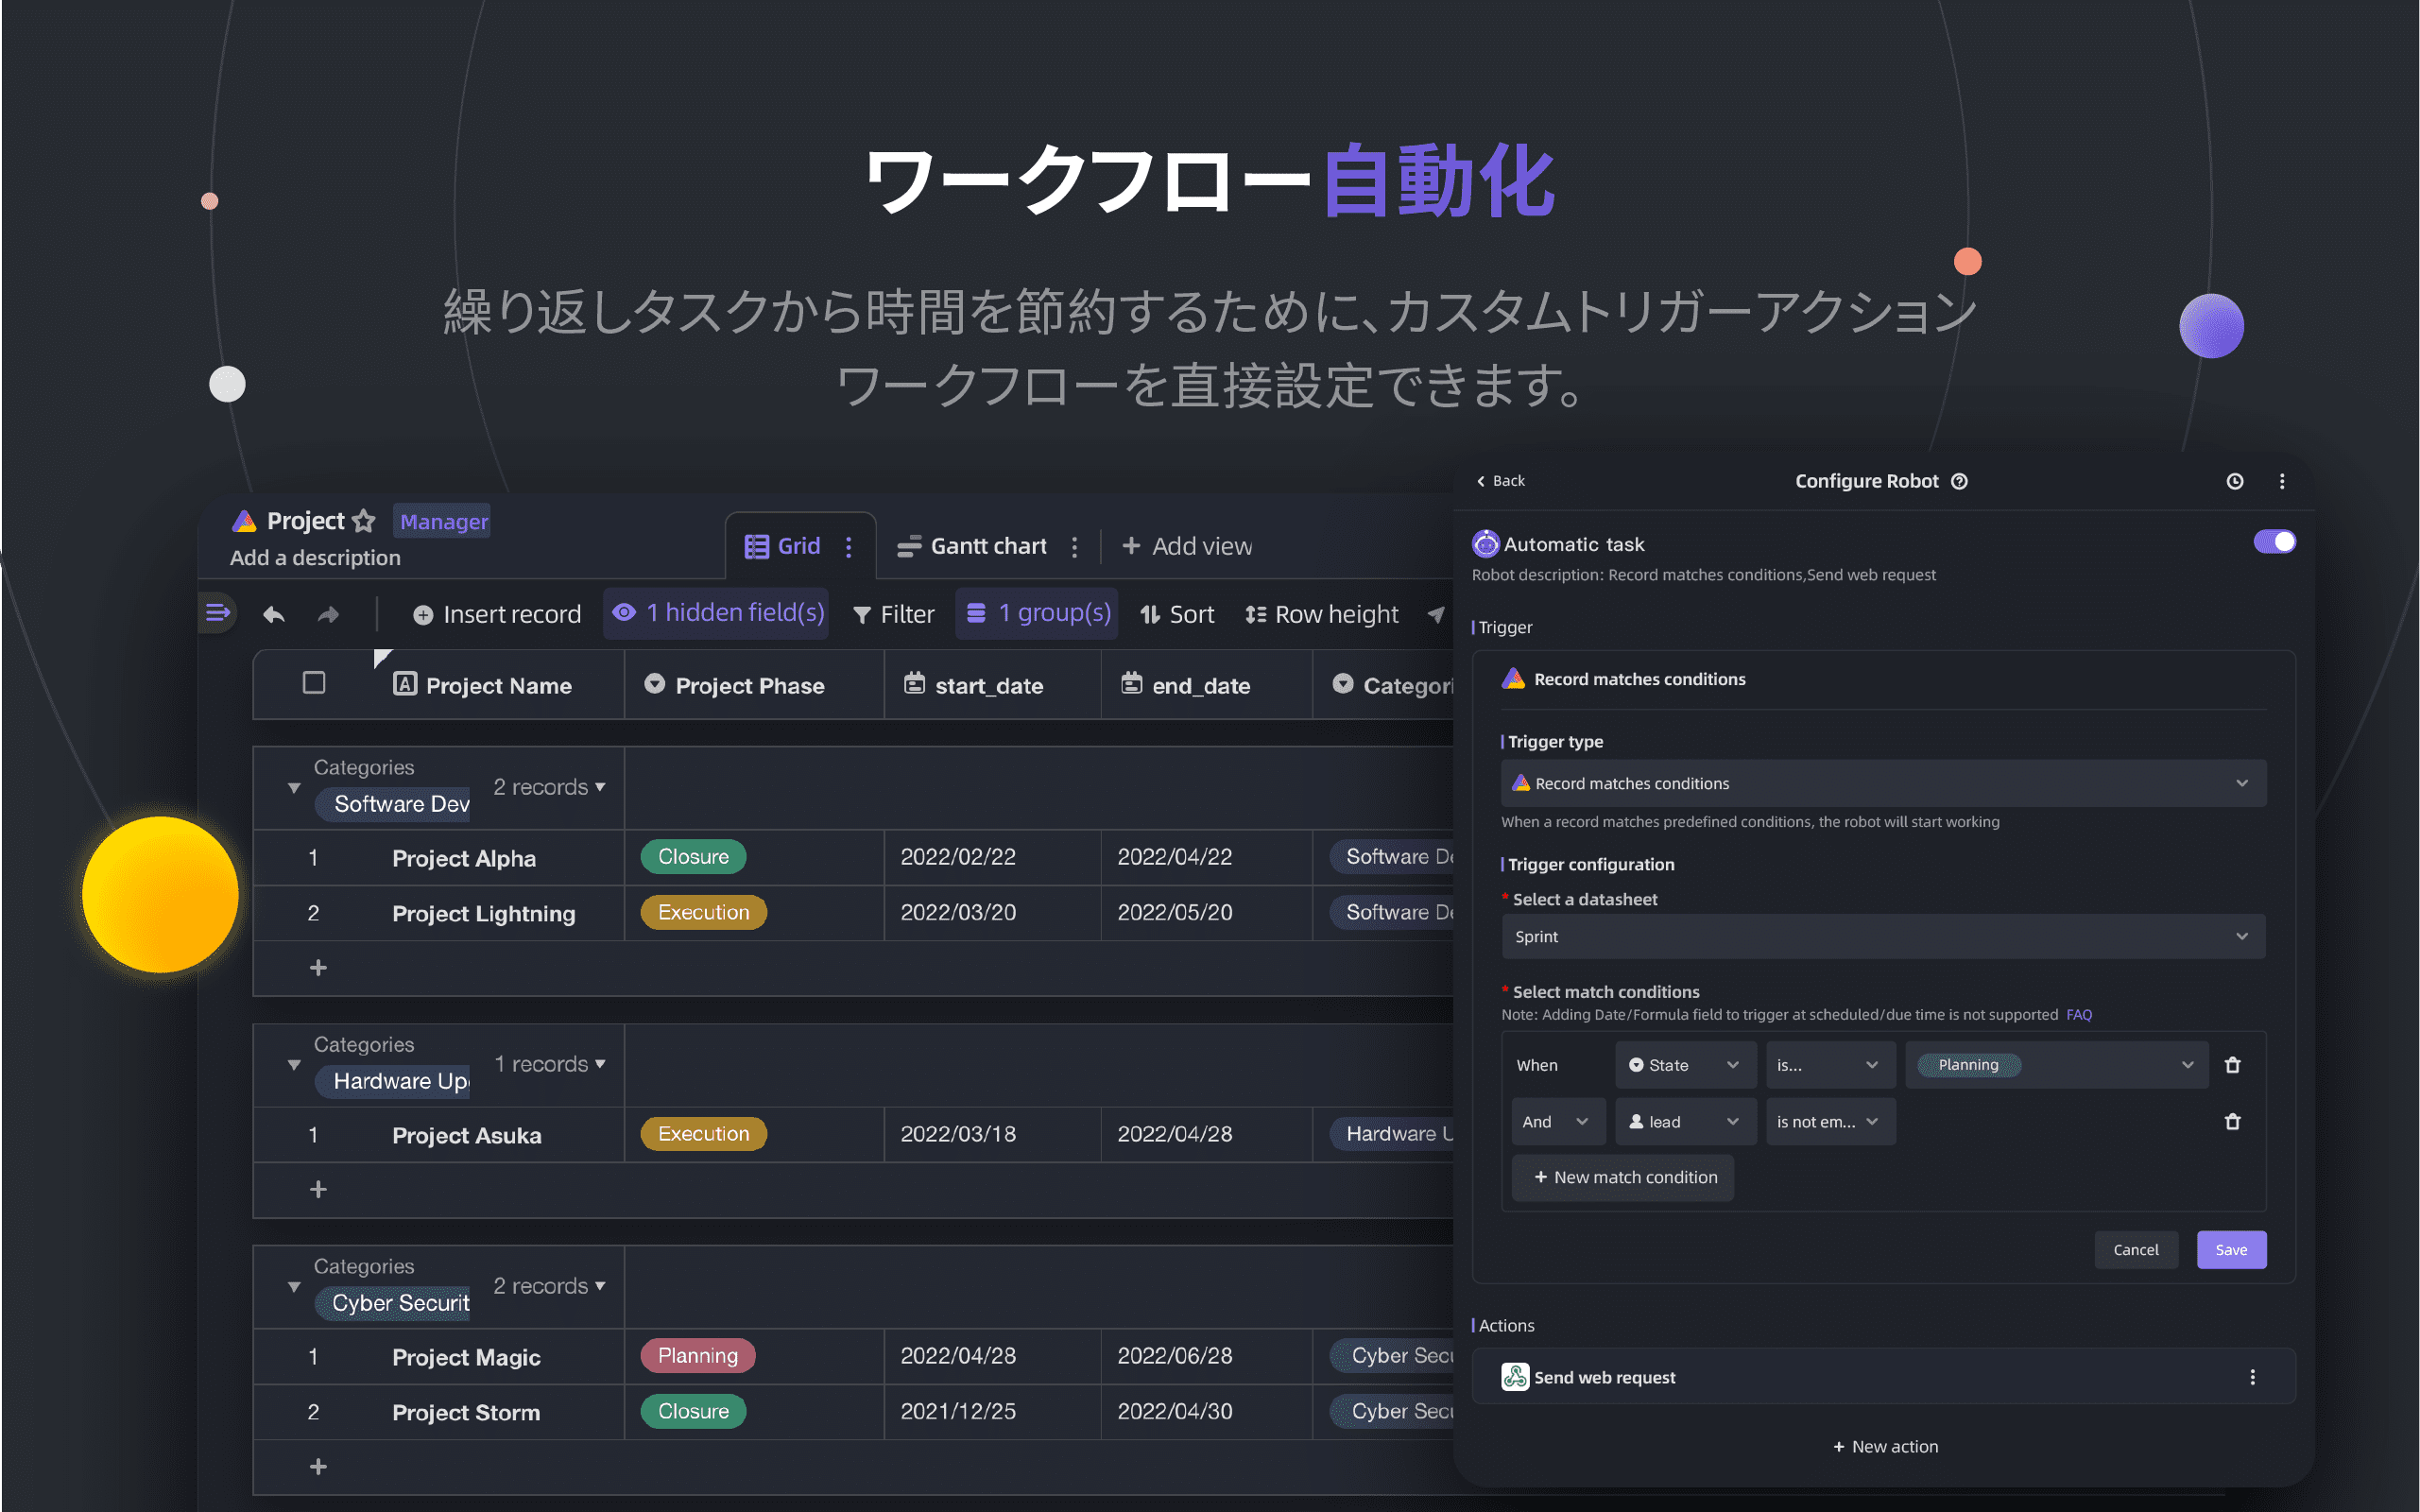 ワークフロー自動化
繰り返しタスクから時間を節約するために、カスタムトリガーアクション
ワークフローを直接設定できます。
Project Manager
Add a description
Grid Gantt chart + Add view
Insert record 1 hidden field(s) Filter 1 group(s) Sort Row height
Project Name Project Phase start_date end_date Categori
Categories
Software Dev 2 records
1 Project Alpha Closure 2022/02/22 2022/04/22 Software De
2 Project Lightning Execution 2022/03/20 2022/05/20 Software De
+
Categories
Hardware Up 1 records
1 Project Asuka Execution 2022/03/18 2022/04/28 Hardware U
+
Categories
Cyber Securit 2 records
1 Project Magic Planning 2022/04/28 2022/06/28 Cyber Secu
2 Project Storm Closure 2021/12/25 2022/04/30 Cyber Secu
+
Back Configure Robot
Automatic task
Robot description: Record matches conditions,Send web request
Trigger
Record matches conditions
Trigger type
Record matches conditions
When a record matches predefined conditions, the robot will start working
Trigger configuration
* Select a datasheet
Sprint
* Select match conditions
Note: Adding Date/Formula field to trigger at scheduled/due time is not supported FAQ
When State is... Planning
And lead is not em...
+ New match condition
Cancel Save
Actions
Send web request
+ New action